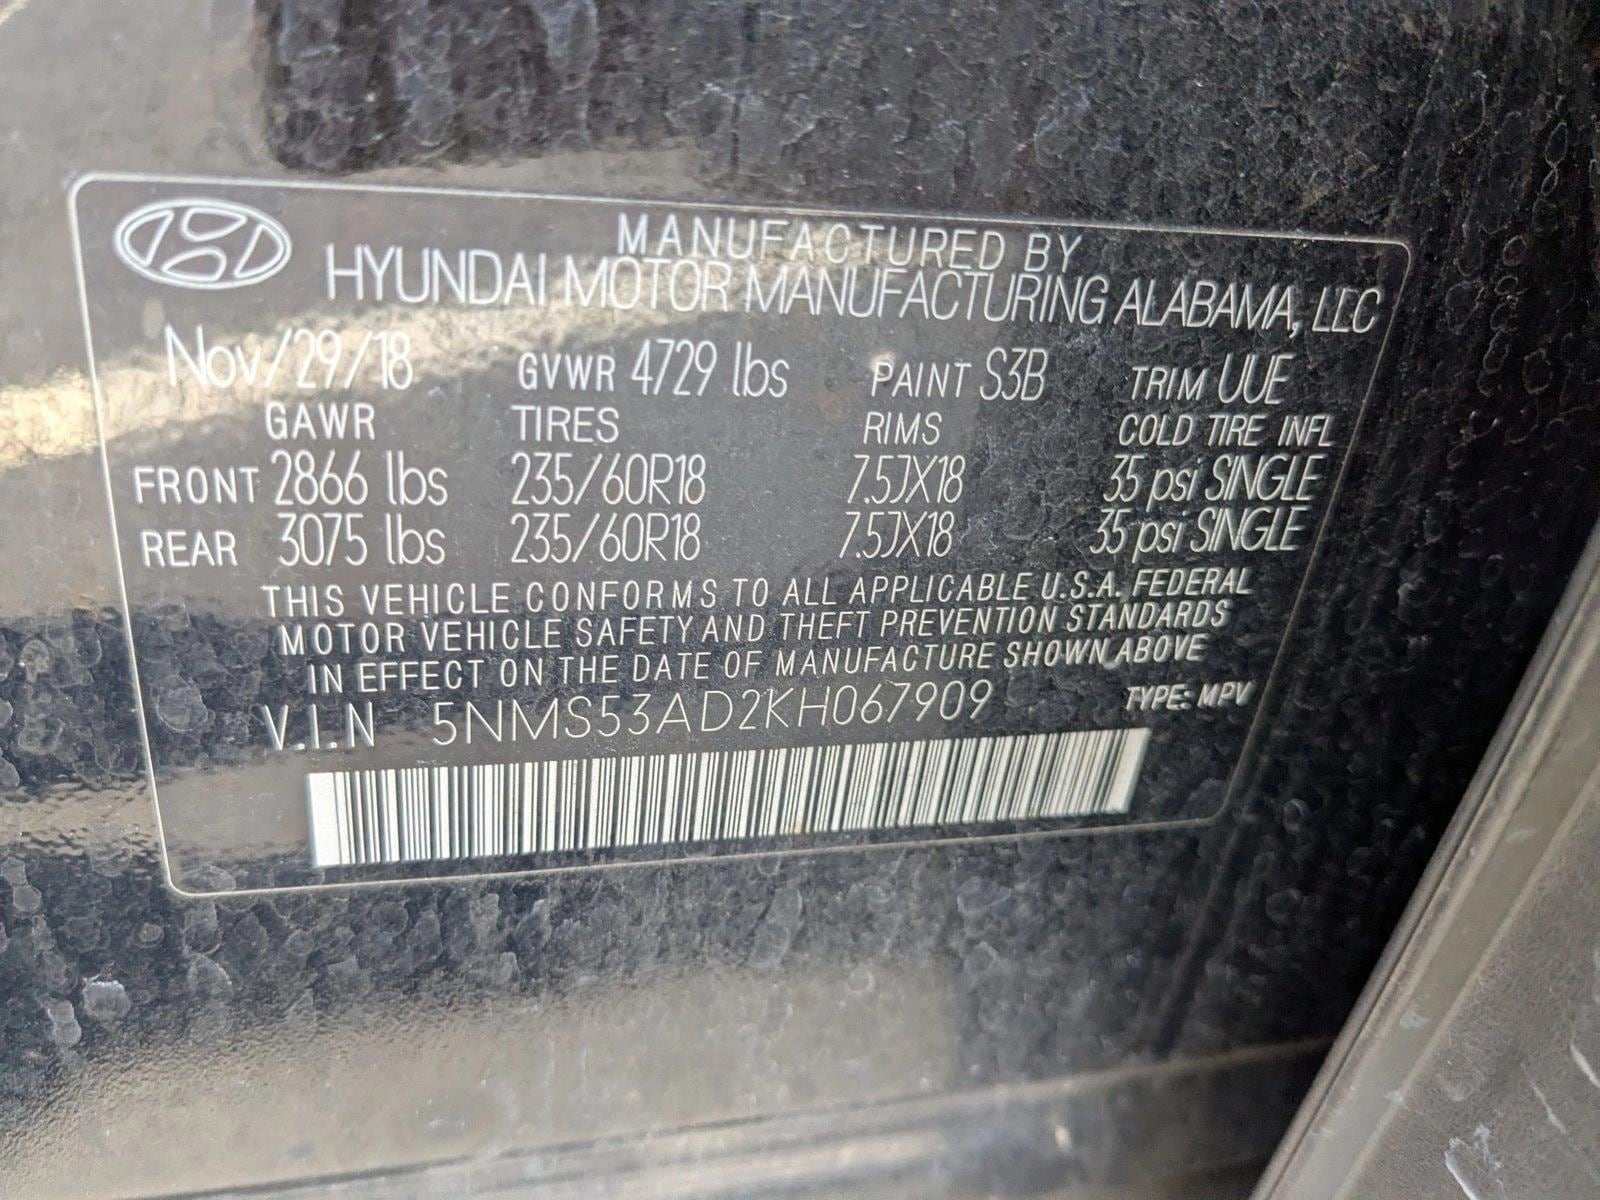 MANUFACTURED BY
HYUNDAI MOTOR MANUFACTURING ALABAMA, LLC
Nov/29/18 GVWR 4729 lbs PAINT S3B TRIM UUE
GAWR TIRES RIMS COLD TIRE INFL
FRONT 2866 lbs 235/60R18 7.5JX18 35 psi SINGLE
REAR 3075 lbs 235/60R18 7.5JX18 35 psi SINGLE
THIS VEHICLE CONFORMS TO ALL APPLICABLE U.S.A. FEDERAL
MOTOR VEHICLE SAFETY AND THEFT PREVENTION STANDARDS
IN EFFECT ON THE DATE OF MANUFACTURE SHOWN ABOVE
V.I.N 5NMS53AD2KH067909 TYPE: MPV